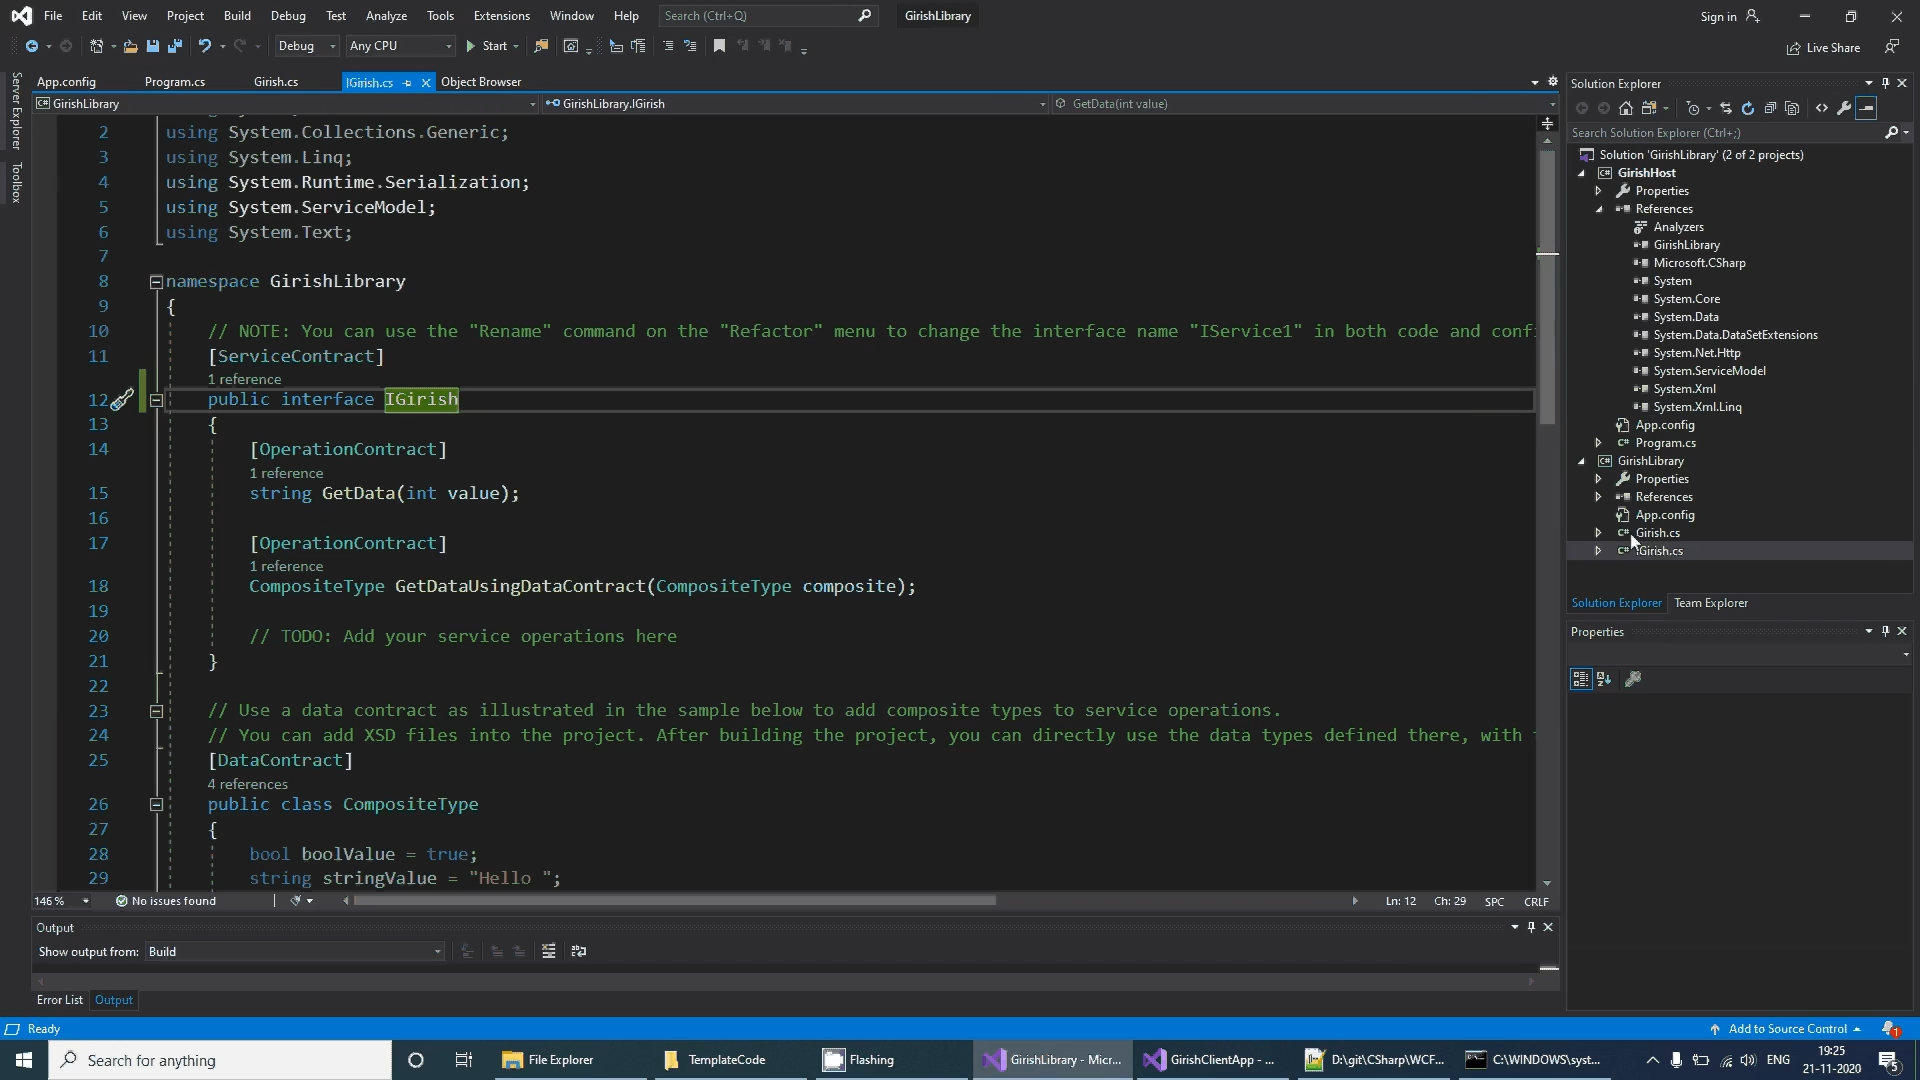 File Edit View Project Build Debug Test Analyze Tools Extensions Window Help Search (Ctrl+Q) GirishLibrary Sign in
Debug Any CPU Start Live Share
App.config Program.cs Girish.cs IGirish.cs Object Browser
GirishLibrary GirishLibrary.IGirish GetData(int value)
Server Explorer
Toolbox
2 using System.Collections.Generic;
3 using System.Linq;
4 using System.Runtime.Serialization;
5 using System.ServiceModel;
6 using System.Text;
7
8 namespace GirishLibrary
9 {
10 // NOTE: You can use the "Rename" command on the "Refactor" menu to change the interface name "IService1" in both code and conf
11 [ServiceContract]
1 reference
12 public interface IGirish
13 {
14 [OperationContract]
1 reference
15 string GetData(int value);
16
17 [OperationContract]
1 reference
18 CompositeType GetDataUsingDataContract(CompositeType composite);
19
20 // TODO: Add your service operations here
21 }
22
23 // Use a data contract as illustrated in the sample below to add composite types to service operations.
24 // You can add XSD files into the project. After building the project, you can directly use the data types defined there, with
25 [DataContract]
4 references
26 public class CompositeType
27 {
28 bool boolValue = true;
29 string stringValue = "Hello ";
146 % No issues found Ln: 12 Ch: 29 SPC CRLF
Output
Show output from: Build
Error List Output
Solution Explorer
Search Solution Explorer (Ctrl+;)
Solution 'GirishLibrary' (2 of 2 projects)
GirishHost
Properties
References
Analyzers
GirishLibrary
Microsoft.CSharp
System
System.Core
System.Data
System.Data.DataSetExtensions
System.Net.Http
System.ServiceModel
System.Xml
System.Xml.Linq
App.config
Program.cs
GirishLibrary
Properties
References
App.config
Girish.cs
IGirish.cs
Solution Explorer Team Explorer
Properties
Ready Add to Source Control 1
Search for anything File Explorer TemplateCode Flashing GirishLibrary - Micr... GirishClientApp - ... D:\git\CSharp\WCF... C:\WINDOWS\syst... ENG 19:25 5
21-11-2020